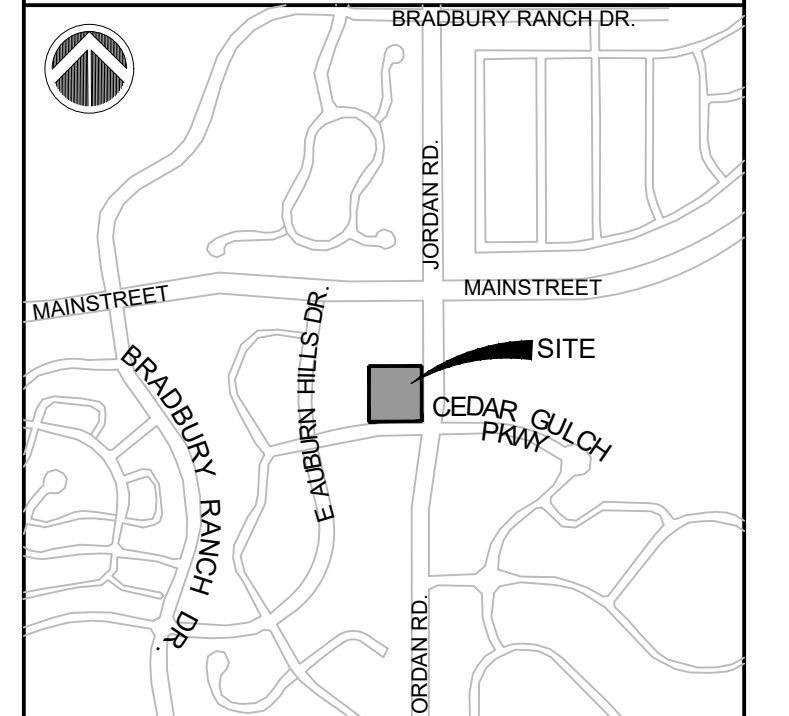 BRADBURY RANCH DR.
JORDAN RD.
MAINSTREET
MAINSTREET
E AUBURN HILLS DR.
SITE
BRADBURY RANCH DR.
CEDAR GULCH
PKWY
ORDAN RD.